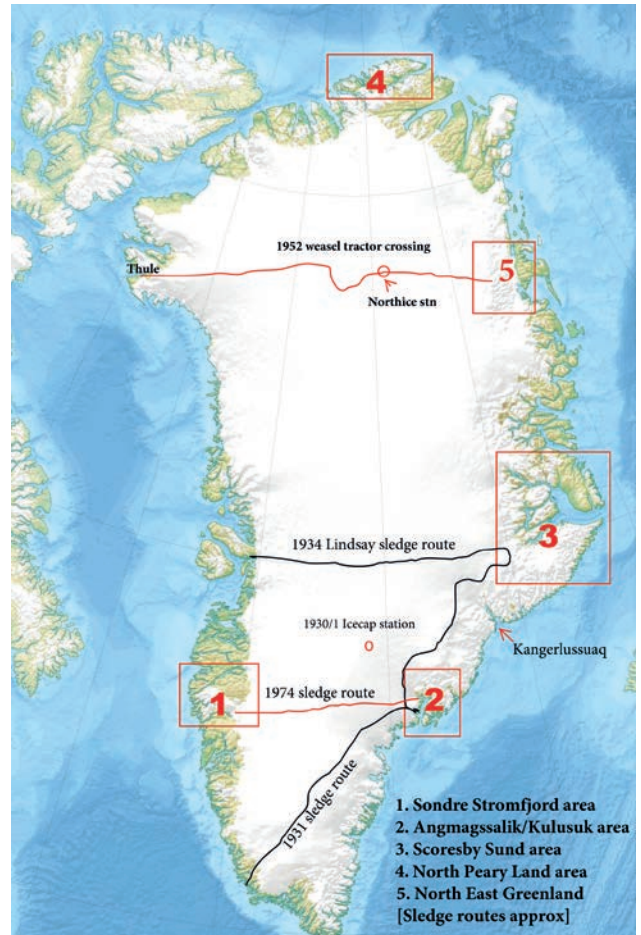 4
1952 weasel tractor crossing
Thule
5
Northice stn
3
1934 Lindsay sledge route
1930/1 Icecap station
Kangerlussuaq
1
1974 sledge route
2
1931 sledge route
1. Sondre Stromfjord area
2. Angmagssalik/Kulusuk area
3. Scoresby Sund area
4. North Peary Land area
5. North East Greenland
[Sledge routes approx]